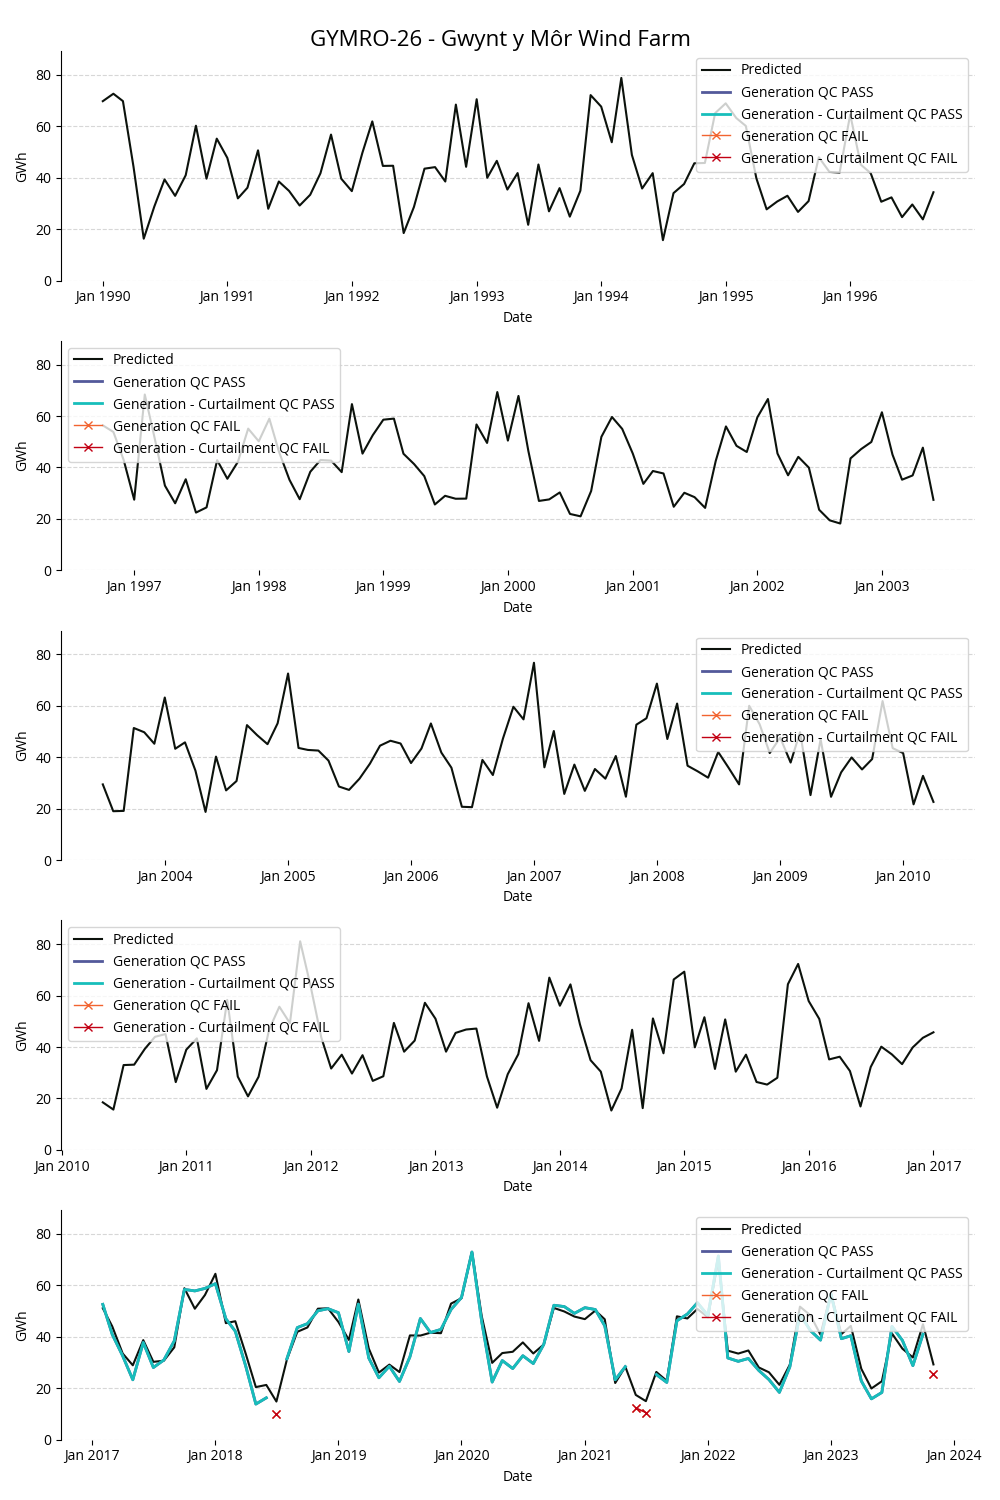 GYMRO-26 - Gwynt y Môr Wind Farm
80
60
40
20
0
GWh
Predicted
Generation QC PASS
Generation - Curtailment QC PASS
Generation QC FAIL
Generation - Curtailment QC FAIL
Jan 1990 Jan 1991 Jan 1992 Jan 1993 Jan 1994 Jan 1995 Jan 1996
Date
80
60
40
20
0
GWh
Predicted
Generation QC PASS
Generation - Curtailment QC PASS
Generation QC FAIL
Generation - Curtailment QC FAIL
Jan 1997 Jan 1998 Jan 1999 Jan 2000 Jan 2001 Jan 2002 Jan 2003
Date
80
60
40
20
0
GWh
Predicted
Generation QC PASS
Generation - Curtailment QC PASS
Generation QC FAIL
Generation - Curtailment QC FAIL
Jan 2004 Jan 2005 Jan 2006 Jan 2007 Jan 2008 Jan 2009 Jan 2010
Date
80
60
40
20
0
GWh
Predicted
Generation QC PASS
Generation - Curtailment QC PASS
Generation QC FAIL
Generation - Curtailment QC FAIL
Jan 2010 Jan 2011 Jan 2012 Jan 2013 Jan 2014 Jan 2015 Jan 2016 Jan 2017
Date
80
60
40
20
0
GWh
Predicted
Generation QC PASS
Generation - Curtailment QC PASS
Generation QC FAIL
Generation - Curtailment QC FAIL
Jan 2017 Jan 2018 Jan 2019 Jan 2020 Jan 2021 Jan 2022 Jan 2023 Jan 2024
Date